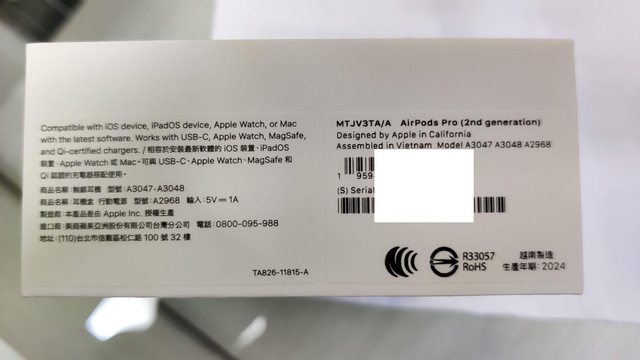 Compatible with iOS device, iPadOS device, Apple Watch, or Mac
with the latest software. Works with USB-C, Apple Watch, MagSafe,
and Qi-certified chargers. / 相容於安裝最新軟體的 iOS 裝置、iPadOS
裝置、Apple Watch 或 Mac。可與 USB-C、Apple Watch、MagSafe 和
Qi 認證的充電器搭配使用。
商品名稱: 無線耳機 型號: A3047、A3048
商品名稱: 耳機盒 行動電源 型號: A2968 輸入: 5V⎓1A
製造商: 本產品是由 Apple Inc. 授權生產
進口商: 美商蘋果亞洲股份有限公司台灣分公司 電話: 0800-095-988
地址: (110)台北市信義區松仁路 100 號 32 樓
TA826-11815-A
MTJV3TA/A AirPods Pro (2nd generation)
Designed by Apple in California
Assembled in Vietnam Model A3047 A3048 A2968
1 959
(S) Serial
R33057
RoHS
越南製造
生產年期: 2024